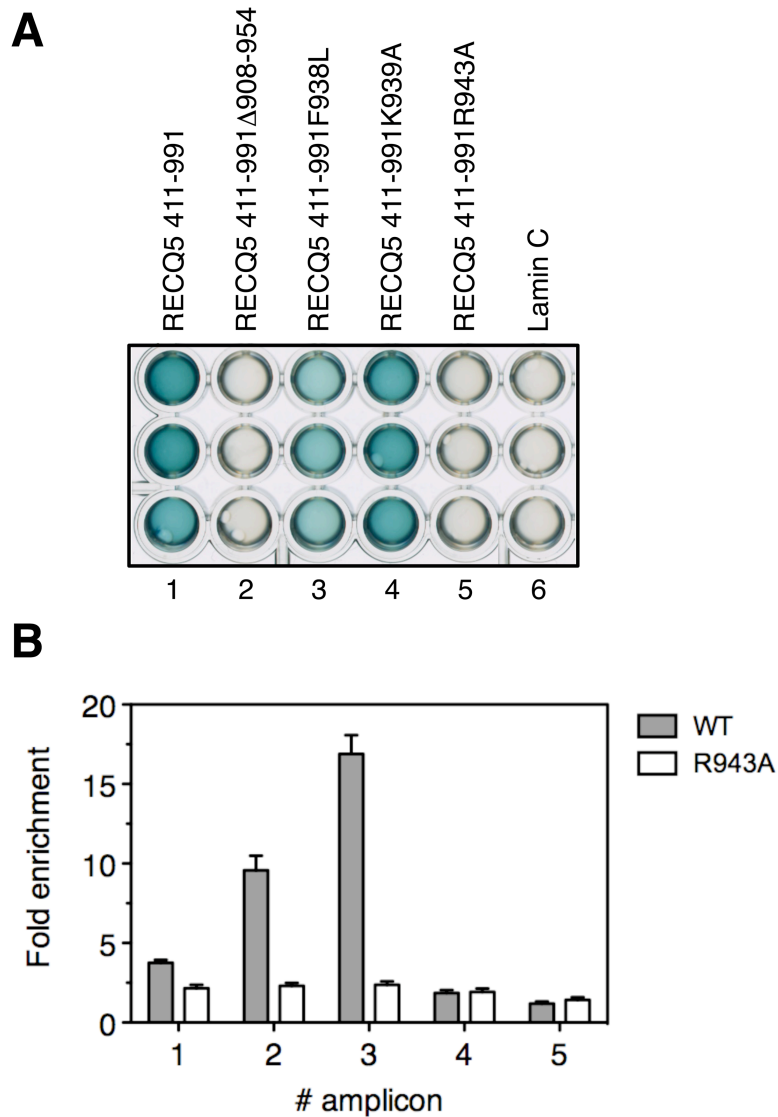 A
RECQ5 411-991
RECQ5 411-991Δ908-954
RECQ5 411-991F938L
RECQ5 411-991K939A
RECQ5 411-991R943A
Lamin C
1 2 3 4 5 6
B
20
15
10
5
0
Fold enrichment
WT
R943A
1 2 3 4 5
# amplicon